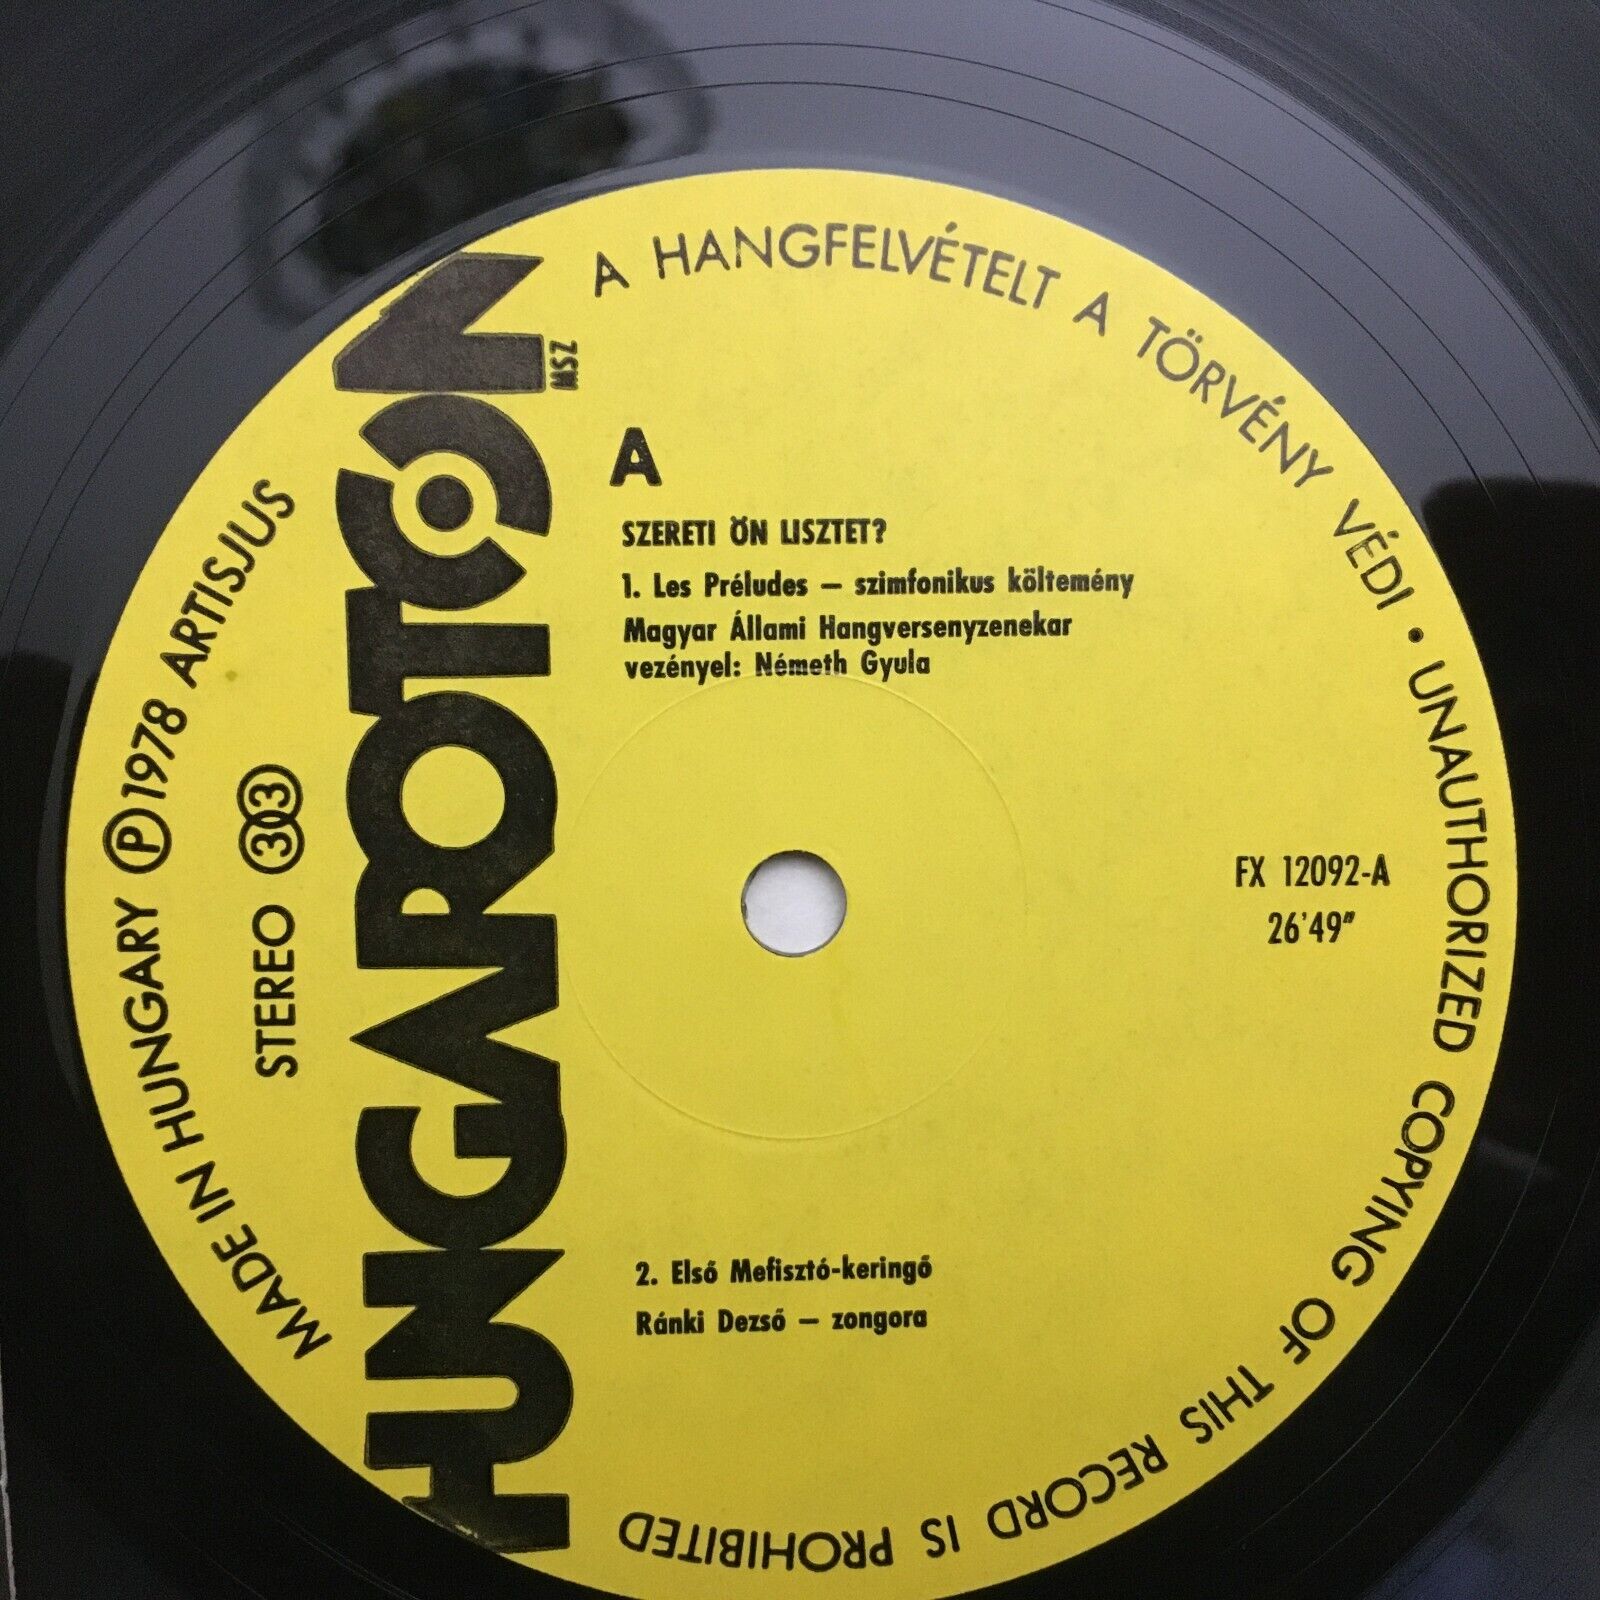 A HANGFELVÉTELT A TÖRVÉNY VÉDI • UNAUTHORIZED COPYING OF THIS RECORD IS PROHIBITED
MADE IN HUNGARY Ⓟ 1978 ARTISJUS
STEREO 33
HUNGAROTON
MSZ
A
SZERETI ÖN LISZTET?
1. Les Préludes – szimfonikus költemény
Magyar Állami Hangversenyzenekar
vezényel: Németh Gyula
FX 12092-A
26'49"
2. Első Mefisztó-keringő
Ránki Dezső – zongora